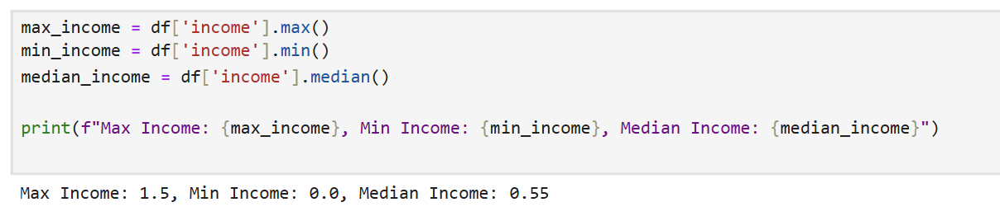 max_income = df['income'].max()
min_income = df['income'].min()
median_income = df['income'].median()
print(f"Max Income: {max_income}, Min Income: {min_income}, Median Income: {median_income}")
Max Income: 1.5, Min Income: 0.0, Median Income: 0.55